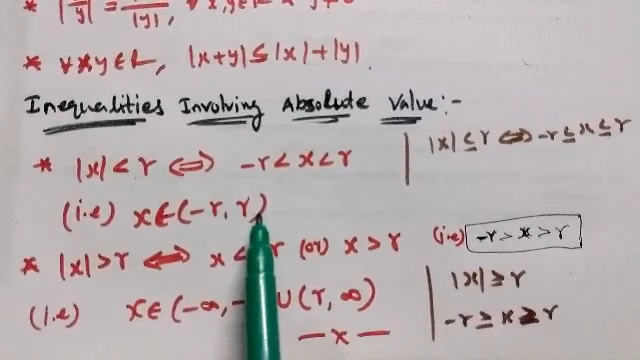 * |x/y| = |x|/|y|, ∀ x,y∈R
* ∀ x,y ∈ R, |x+y| ≤ |x|+|y|
Inequalities Involving Absolute Value:-
* |x| < r ⇔ -r < x < r
|x| ≤ r ⇔ -r ≤ x ≤ r
(i.e) x∈(-r, r)
* |x| > r ⇔ x < r (or) x > r
(i.e) -r > x > r
(i.e) x∈ (-∞, - ∪ (r, ∞)
|x| ≥ r
-r ≥ x ≥ r
— x —